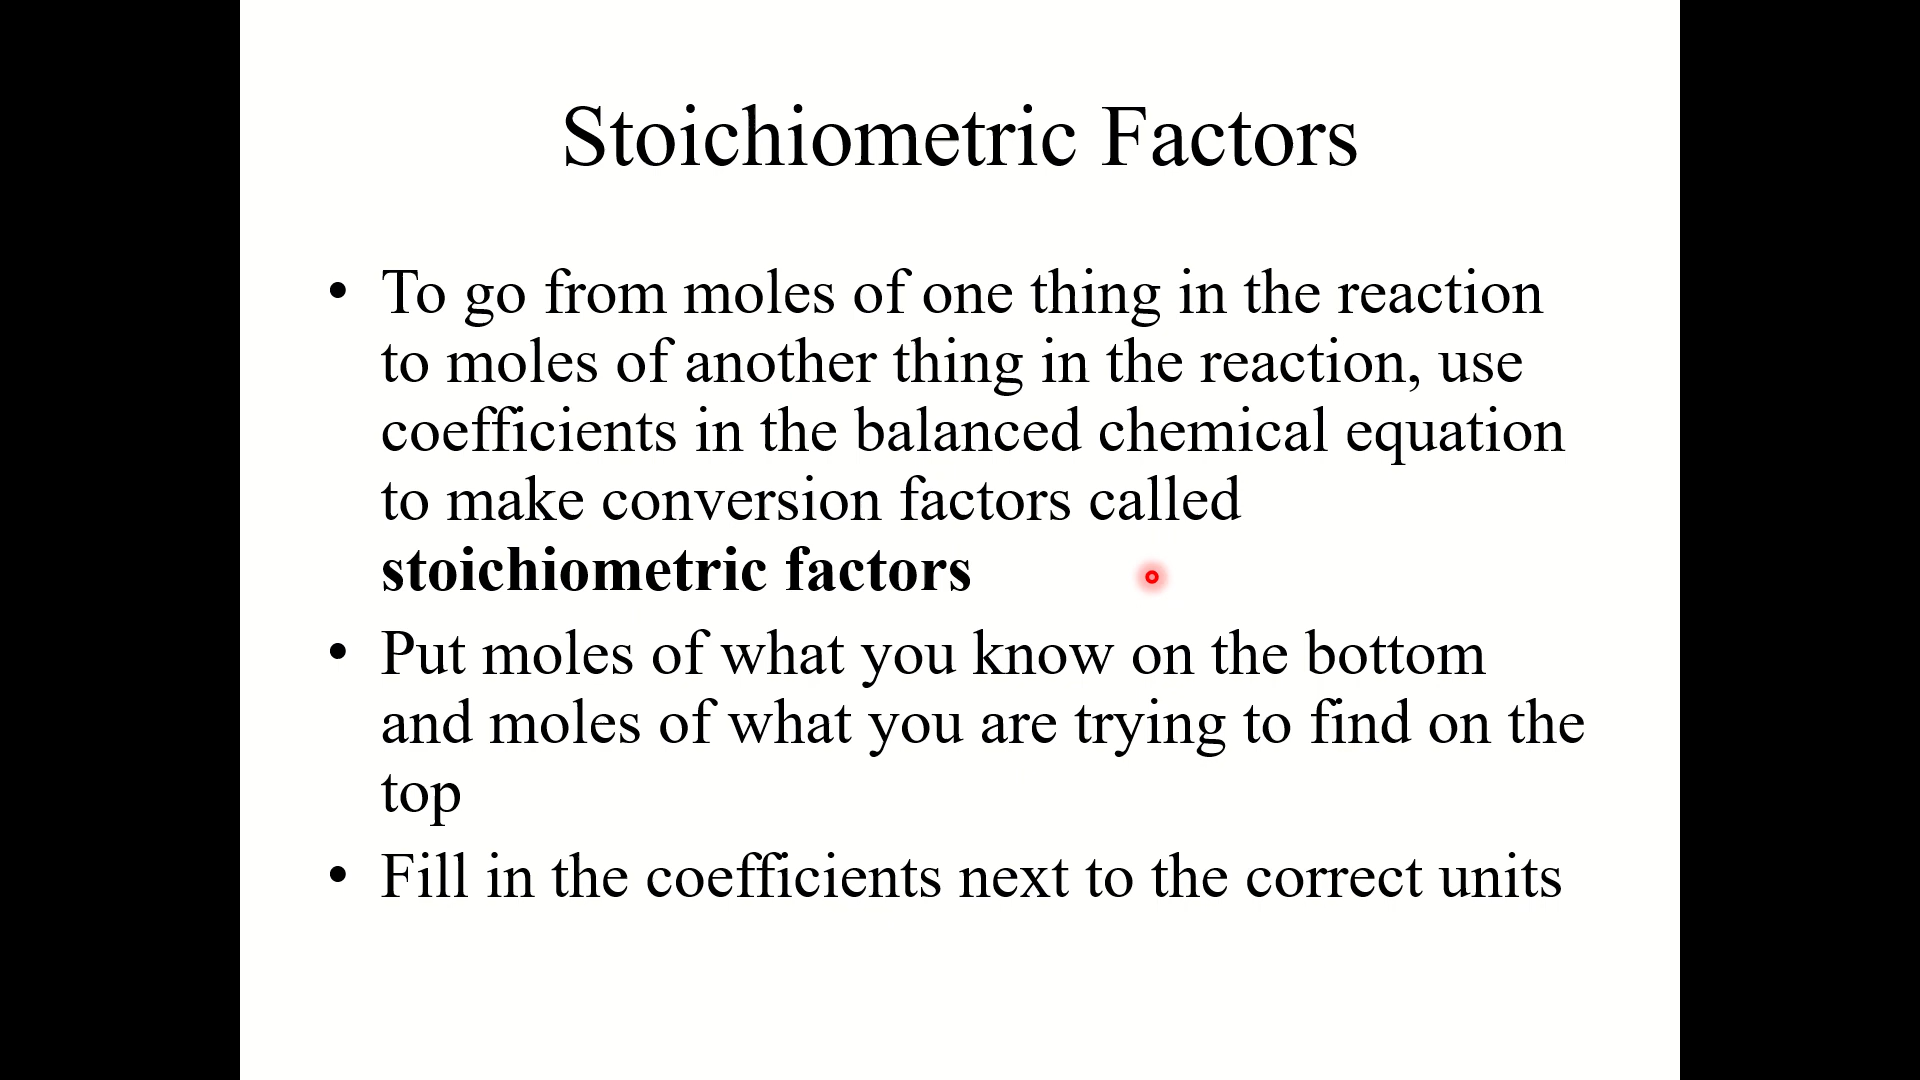 Stoichiometric Factors
• To go from moles of one thing in the reaction
to moles of another thing in the reaction, use
coefficients in the balanced chemical equation
to make conversion factors called
stoichiometric factors
• Put moles of what you know on the bottom
and moles of what you are trying to find on the
top
• Fill in the coefficients next to the correct units